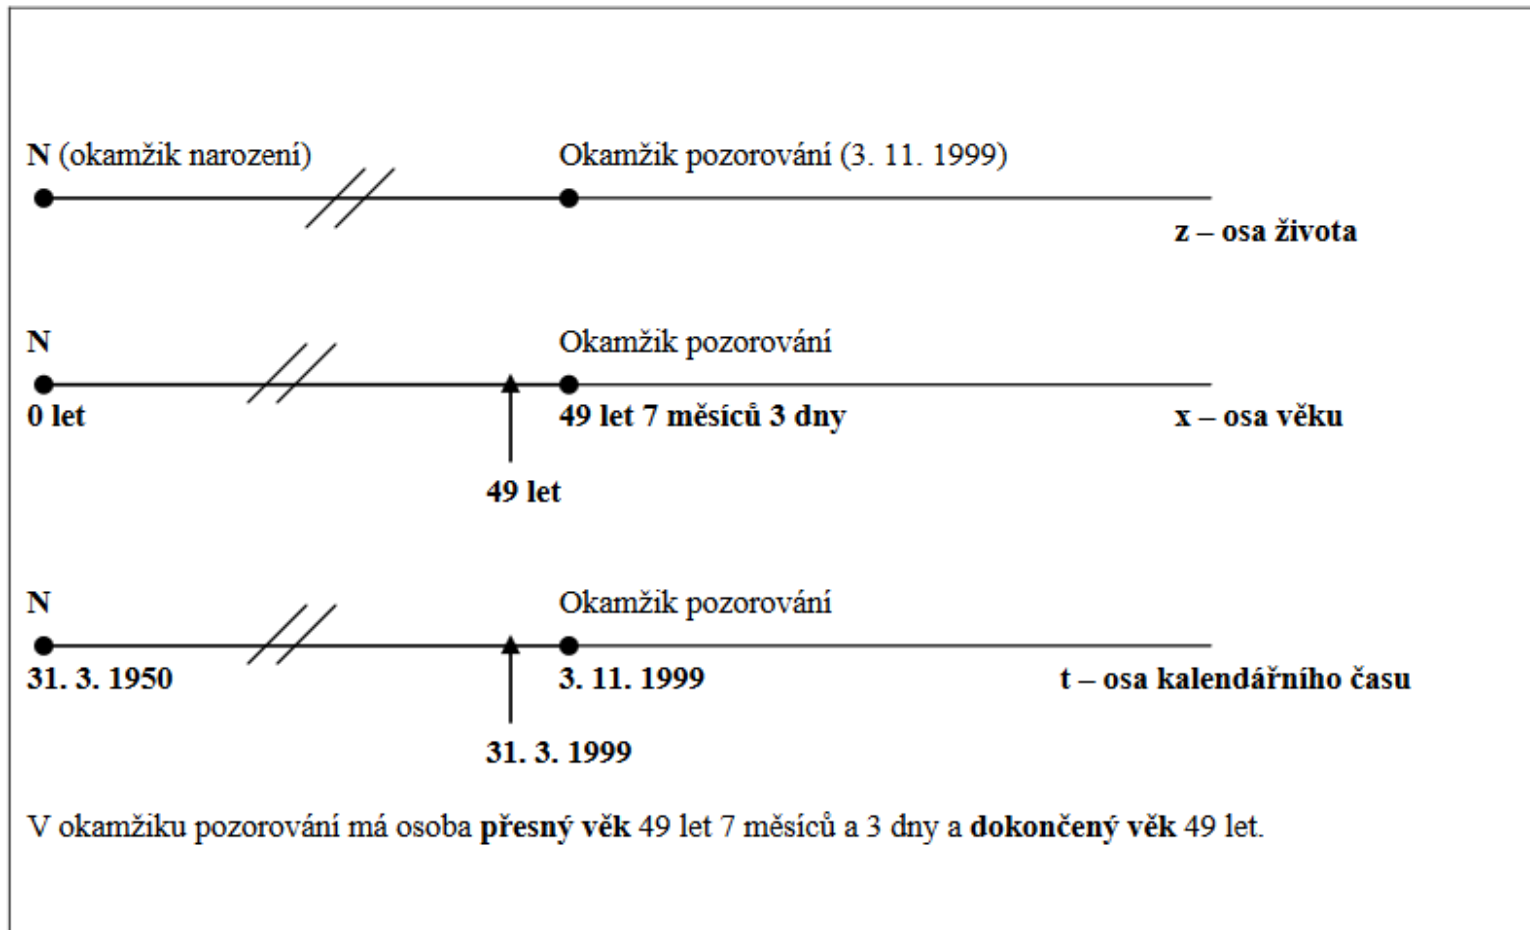 N (okamžik narození) Okamžik pozorování (3. 11. 1999)
z – osa života
N Okamžik pozorování
0 let 49 let 7 měsíců 3 dny x – osa věku
49 let
N Okamžik pozorování
31. 3. 1950 3. 11. 1999 t – osa kalendářního času
31. 3. 1999
V okamžiku pozorování má osoba přesný věk 49 let 7 měsíců a 3 dny a dokončený věk 49 let.